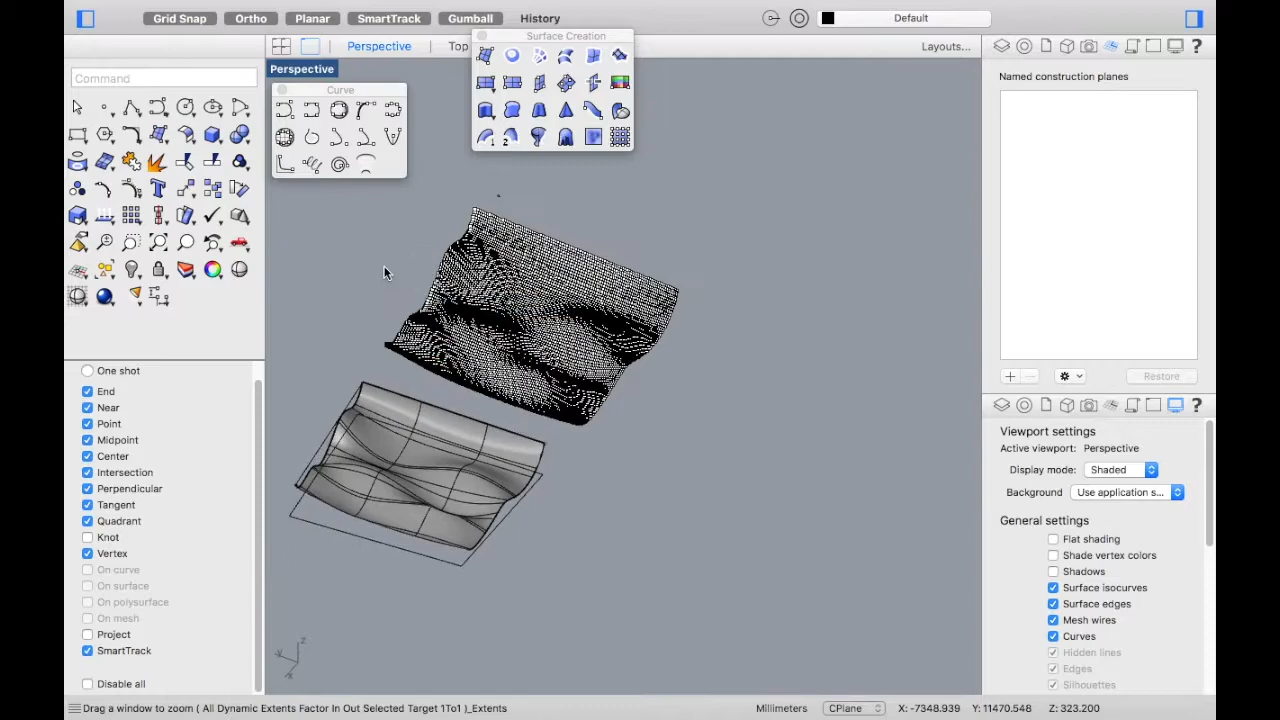 Grid Snap Ortho Planar SmartTrack Gumball History Default
Perspective Top Layouts...
Surface Creation
Perspective
Command
Curve
Named construction planes
Restore
One shot
End
Near
Point
Midpoint
Center
Intersection
Perpendicular
Tangent
Quadrant
Knot
Vertex
On curve
On surface
On polysurface
On mesh
Project
SmartTrack
Disable all
Viewport settings
Active viewport: Perspective
Display mode: Shaded
Background Use application s...
General settings
Flat shading
Shade vertex colors
Shadows
Surface isocurves
Surface edges
Mesh wires
Curves
Hidden lines
Edges
Silhouettes
z
y
x
Drag a window to zoom ( All Dynamic Extents Factor In Out Selected Target 1To1 )_Extents Millimeters CPlane X: -7348.939 Y: 11470.548 Z: 323.200